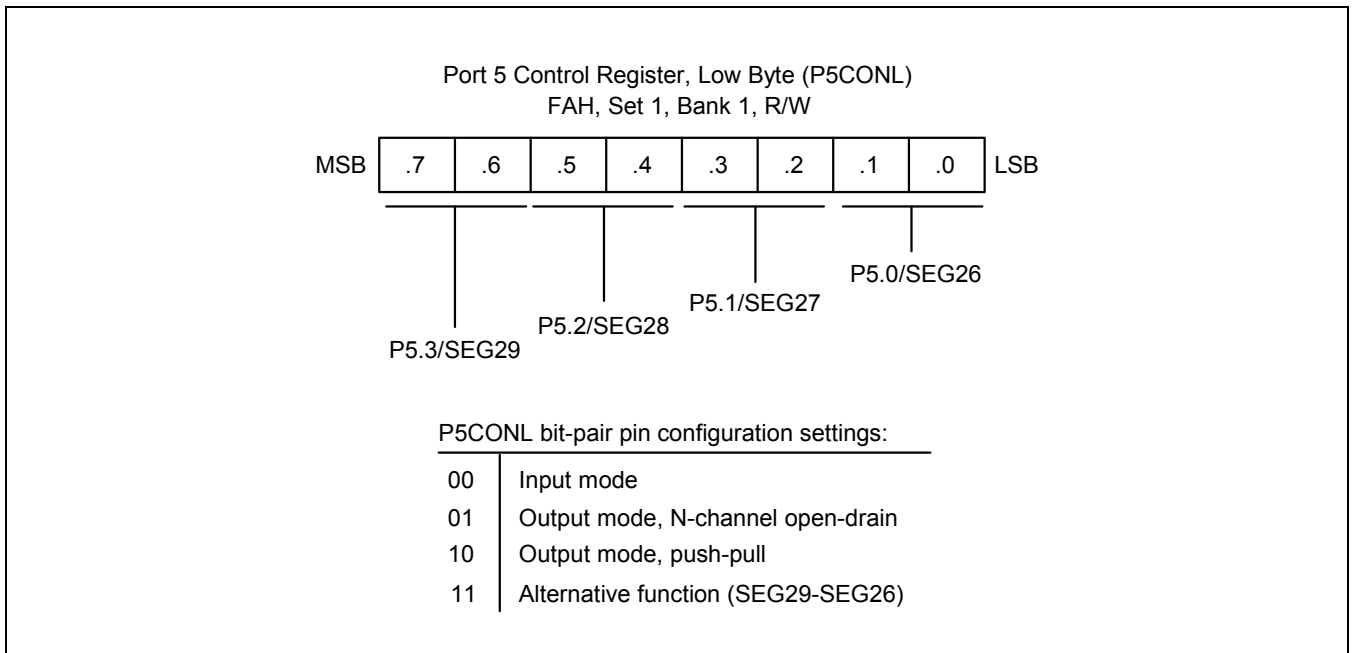 Port 5 Control Register, Low Byte (P5CONL)
FAH, Set 1, Bank 1, R/W
MSB .7 .6 .5 .4 .3 .2 .1 .0 LSB
P5.0/SEG26
P5.1/SEG27
P5.2/SEG28
P5.3/SEG29
P5CONL bit-pair pin configuration settings:
00 Input mode
01 Output mode, N-channel open-drain
10 Output mode, push-pull
11 Alternative function (SEG29-SEG26)